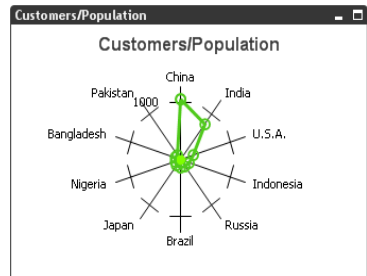 Customers/Population
Customers/Population
China
Pakistan
1000
India
Bangladesh
U.S.A.
Nigeria
Indonesia
Japan
Russia
Brazil